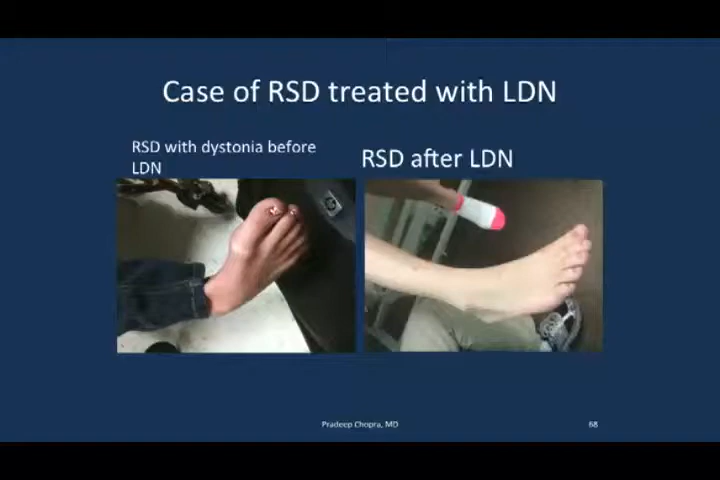 Case of RSD treated with LDN
RSD with dystonia before
LDN
RSD after LDN
Pradeep Chopra, MD
68